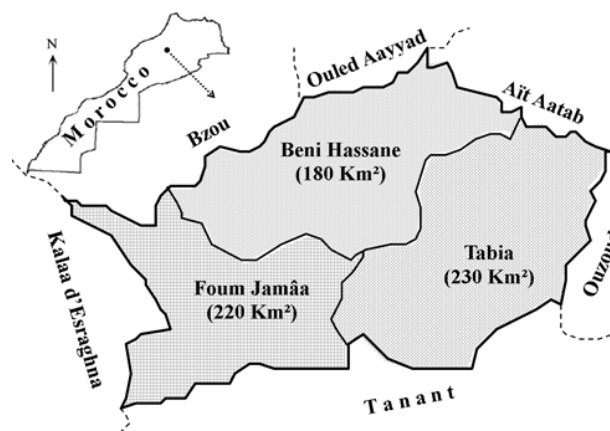 N
Morocco
Ouled Aayyad
Aït Aatab
Bzou
Beni Hassane
(180 Km²)
Tabia
(230 Km²)
Ouzoud
Kalaa d'Esraghna
Foum Jamâa
(220 Km²)
Tanant